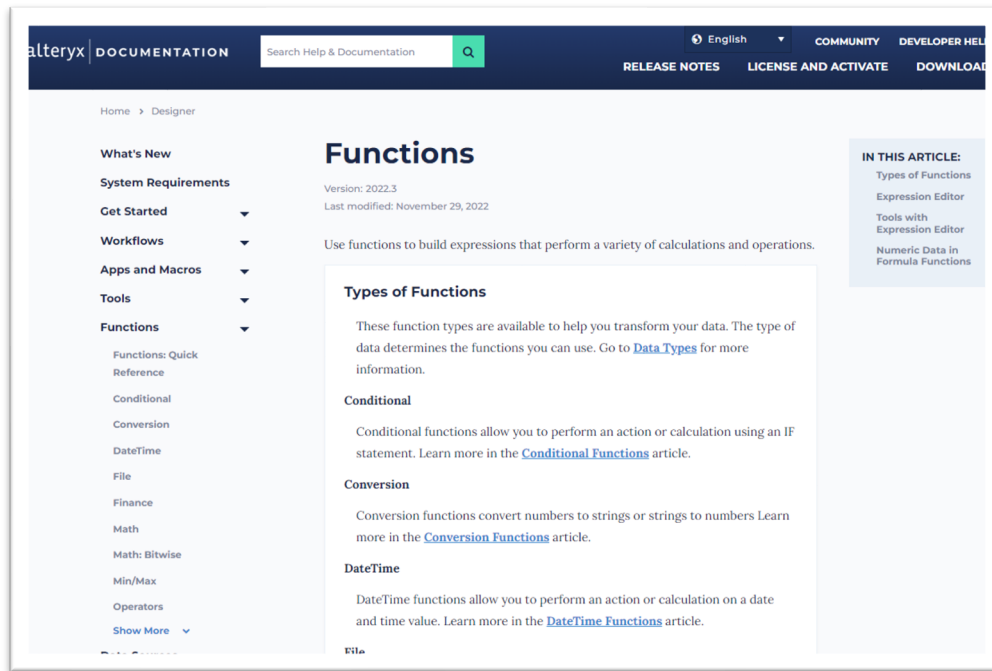 alteryx DOCUMENTATION
Search Help & Documentation
English
COMMUNITY
DEVELOPER HEL
RELEASE NOTES
LICENSE AND ACTIVATE
DOWNLOAD
Home > Designer
What's New
System Requirements
Get Started
Workflows
Apps and Macros
Tools
Functions
Functions: Quick
Reference
Conditional
Conversion
DateTime
File
Finance
Math
Math: Bitwise
Min/Max
Operators
Show More
Functions
Version: 2022.3
Last modified: November 29, 2022
Use functions to build expressions that perform a variety of calculations and operations.
Types of Functions
These function types are available to help you transform your data. The type of
data determines the functions you can use. Go to Data Types for more
information.
Conditional
Conditional functions allow you to perform an action or calculation using an IF
statement. Learn more in the Conditional Functions article.
Conversion
Conversion functions convert numbers to strings or strings to numbers Learn
more in the Conversion Functions article.
DateTime
DateTime functions allow you to perform an action or calculation on a date
and time value. Learn more in the DateTime Functions article.
File
IN THIS ARTICLE:
Types of Functions
Expression Editor
Tools with
Expression Editor
Numeric Data in
Formula Functions